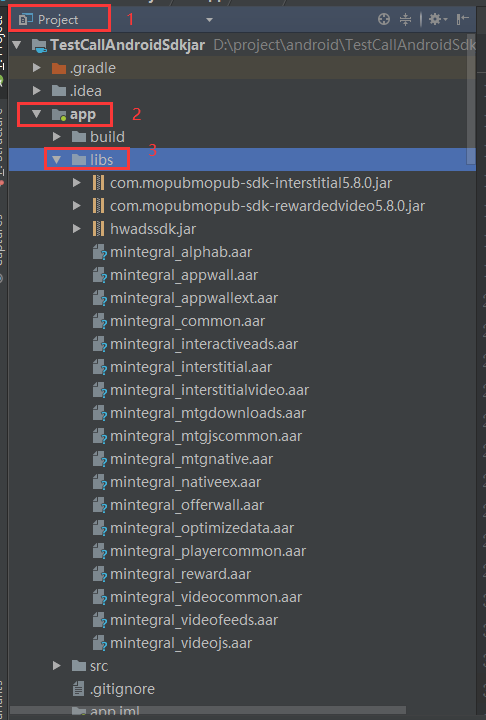 Project 1
TestCallAndroidSdkjar D:\project\android\TestCallAndroidSdk
.gradle
.idea
app 2
build
libs 3
com.mopubmopub-sdk-interstitial5.8.0.jar
com.mopubmopub-sdk-rewardedvideo5.8.0.jar
hwadssdk.jar
mintegral_alphab.aar
mintegral_appwall.aar
mintegral_appwallext.aar
mintegral_common.aar
mintegral_interactiveads.aar
mintegral_interstitial.aar
mintegral_interstitialvideo.aar
mintegral_mtgdownloads.aar
mintegral_mtgjscommon.aar
mintegral_mtgnative.aar
mintegral_nativeex.aar
mintegral_offerwall.aar
mintegral_optimizedata.aar
mintegral_playercommon.aar
mintegral_reward.aar
mintegral_videocommon.aar
mintegral_videofeeds.aar
mintegral_videojs.aar
src
.gitignore
app.iml